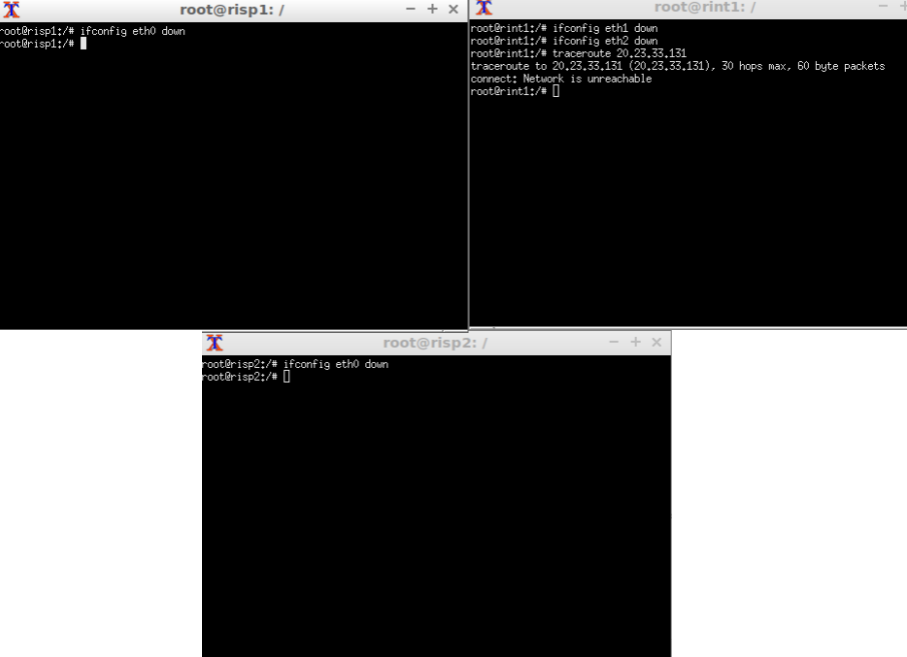 root@risp1: /
root@risp1:/# ifconfig eth0 down
root@risp1:/#
root@rint1: /
root@rint1:/# ifconfig eth1 down
root@rint1:/# ifconfig eth2 down
root@rint1:/# traceroute 20.23.33.131
traceroute to 20.23.33.131 (20.23.33.131), 30 hops max, 60 byte packets
connect: Network is unreachable
root@rint1:/#
root@risp2: /
root@risp2:/# ifconfig eth0 down
root@risp2:/#